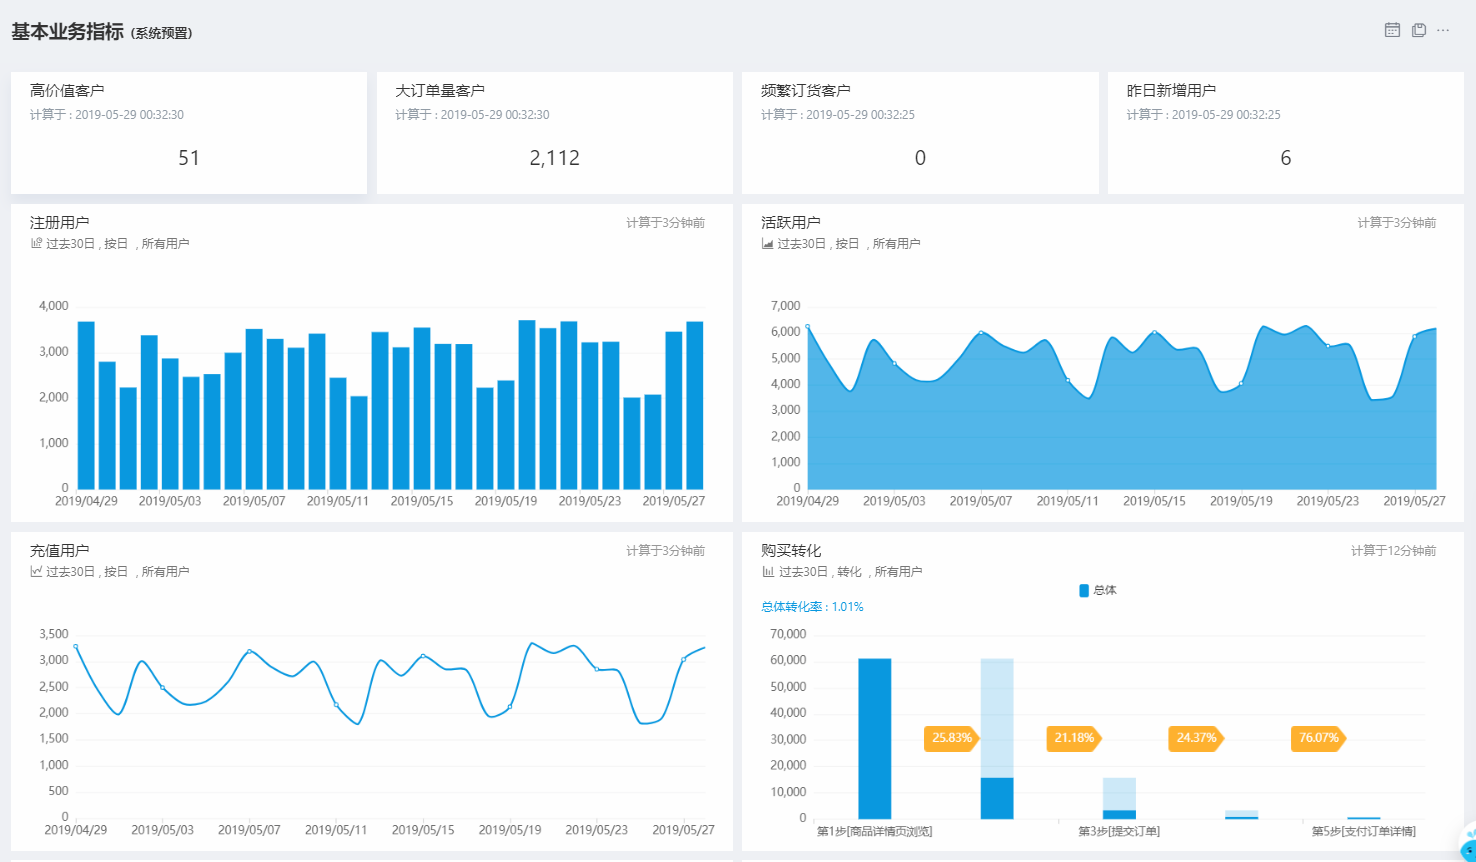 基本业务指标 (系统预置)
高价值客户
计算于 : 2019-05-29 00:32:30
51
大订单量客户
计算于 : 2019-05-29 00:32:30
2,112
频繁订货客户
计算于 : 2019-05-29 00:32:25
0
昨日新增用户
计算于 : 2019-05-29 00:32:25
6
注册用户
计算于3分钟前
过去30日 , 按日 , 所有用户
4,000
3,000
2,000
1,000
0
2019/04/29 2019/05/03 2019/05/07 2019/05/11 2019/05/15 2019/05/19 2019/05/23 2019/05/27
活跃用户
计算于3分钟前
过去30日 , 按日 , 所有用户
7,000
6,000
5,000
4,000
3,000
2,000
1,000
0
2019/04/29 2019/05/03 2019/05/07 2019/05/11 2019/05/15 2019/05/19 2019/05/23 2019/05/27
充值用户
计算于3分钟前
过去30日 , 按日 , 所有用户
3,500
3,000
2,500
2,000
1,500
1,000
500
0
2019/04/29 2019/05/03 2019/05/07 2019/05/11 2019/05/15 2019/05/19 2019/05/23 2019/05/27
购买转化
计算于12分钟前
过去30日 , 转化 , 所有用户
总体
总体转化率 : 1.01%
70,000
60,000
50,000
40,000
30,000
20,000
10,000
0
25.83% 21.18% 24.37% 76.07%
第1步[商品详情页浏览] 第3步[提交订单] 第5步[支付订单详情]